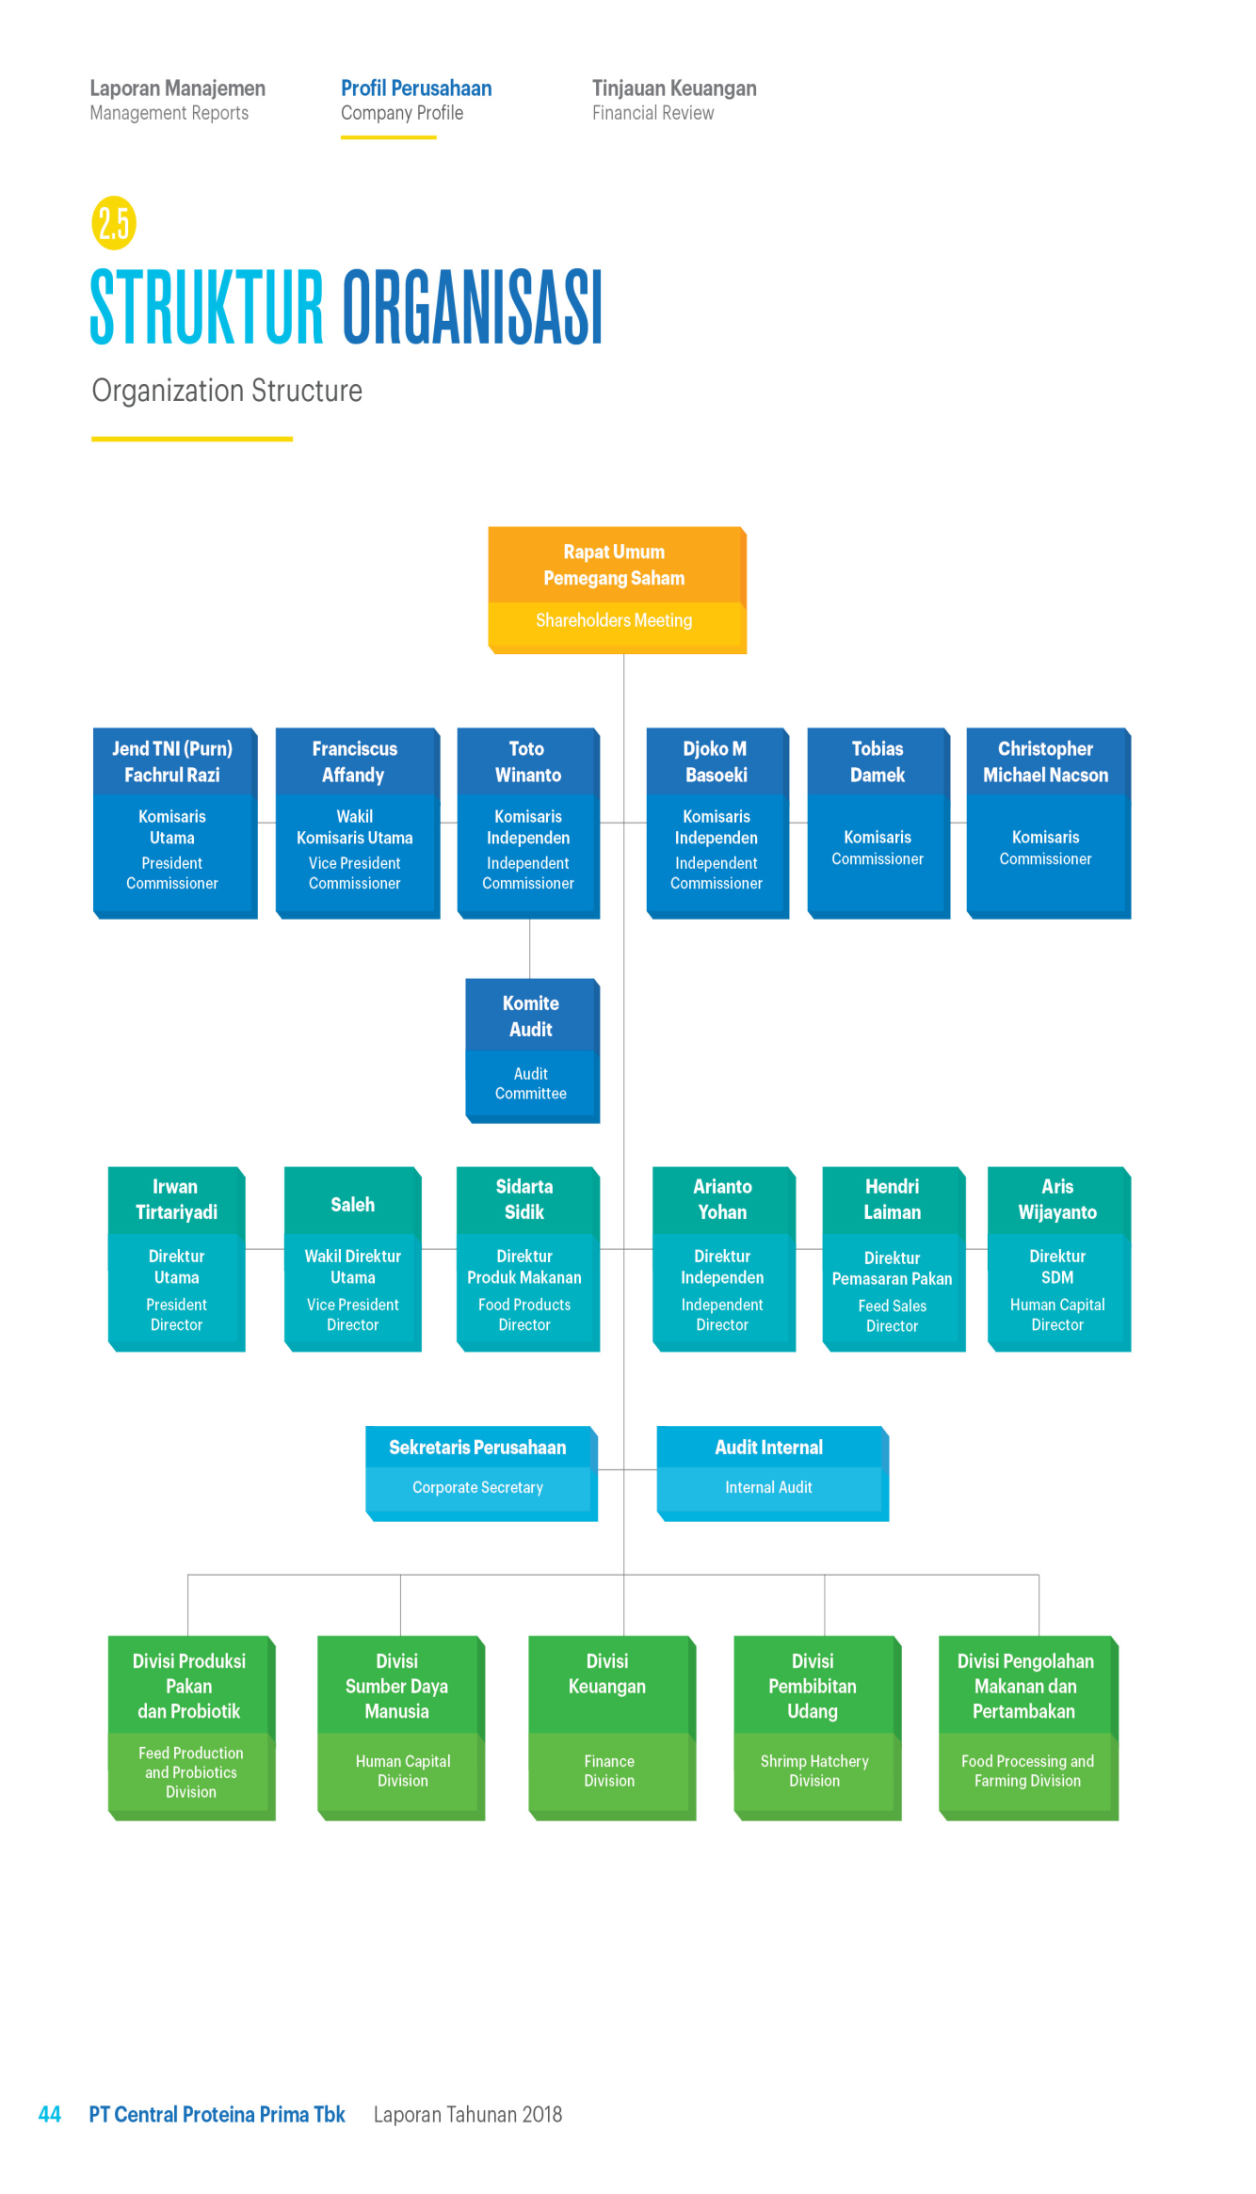 Laporan Manajemen
Management Reports
Profil Perusahaan
Company Profile
Tinjauan Keuangan
Financial Review
2.5
STRUKTUR ORGANISASI
Organization Structure
Rapat Umum
Pemegang Saham
Shareholders Meeting
Jend TNI (Purn)
Fachrul Razi
Komisaris
Utama
President
Commissioner
Franciscus
Affandy
Wakil
Komisaris Utama
Vice President
Commissioner
Toto
Winanto
Komisaris
Independen
Independent
Commissioner
Djoko M
Basoeki
Komisaris
Independen
Independent
Commissioner
Tobias
Damek
Komisaris
Commissioner
Christopher
Michael Nacson
Komisaris
Commissioner
Komite
Audit
Audit
Committee
Irwan
Tirtariyadi
Direktur
Utama
President
Director
Saleh
Wakil Direktur
Utama
Vice President
Director
Sidarta
Sidik
Direktur
Produk Makanan
Food Products
Director
Arianto
Yohan
Direktur
Independen
Independent
Director
Hendri
Laiman
Direktur
Pemasaran Pakan
Feed Sales
Director
Aris
Wijayanto
Direktur
SDM
Human Capital
Director
Sekretaris Perusahaan
Corporate Secretary
Audit Internal
Internal Audit
Divisi Produksi
Pakan
dan Probiotik
Feed Production
and Probiotics
Division
Divisi
Sumber Daya
Manusia
Human Capital
Division
Divisi
Keuangan
Finance
Division
Divisi
Pembibitan
Udang
Shrimp Hatchery
Division
Divisi Pengolahan
Makanan dan
Pertambakan
Food Processing and
Farming Division
44 PT Central Proteina Prima Tbk Laporan Tahunan 2018